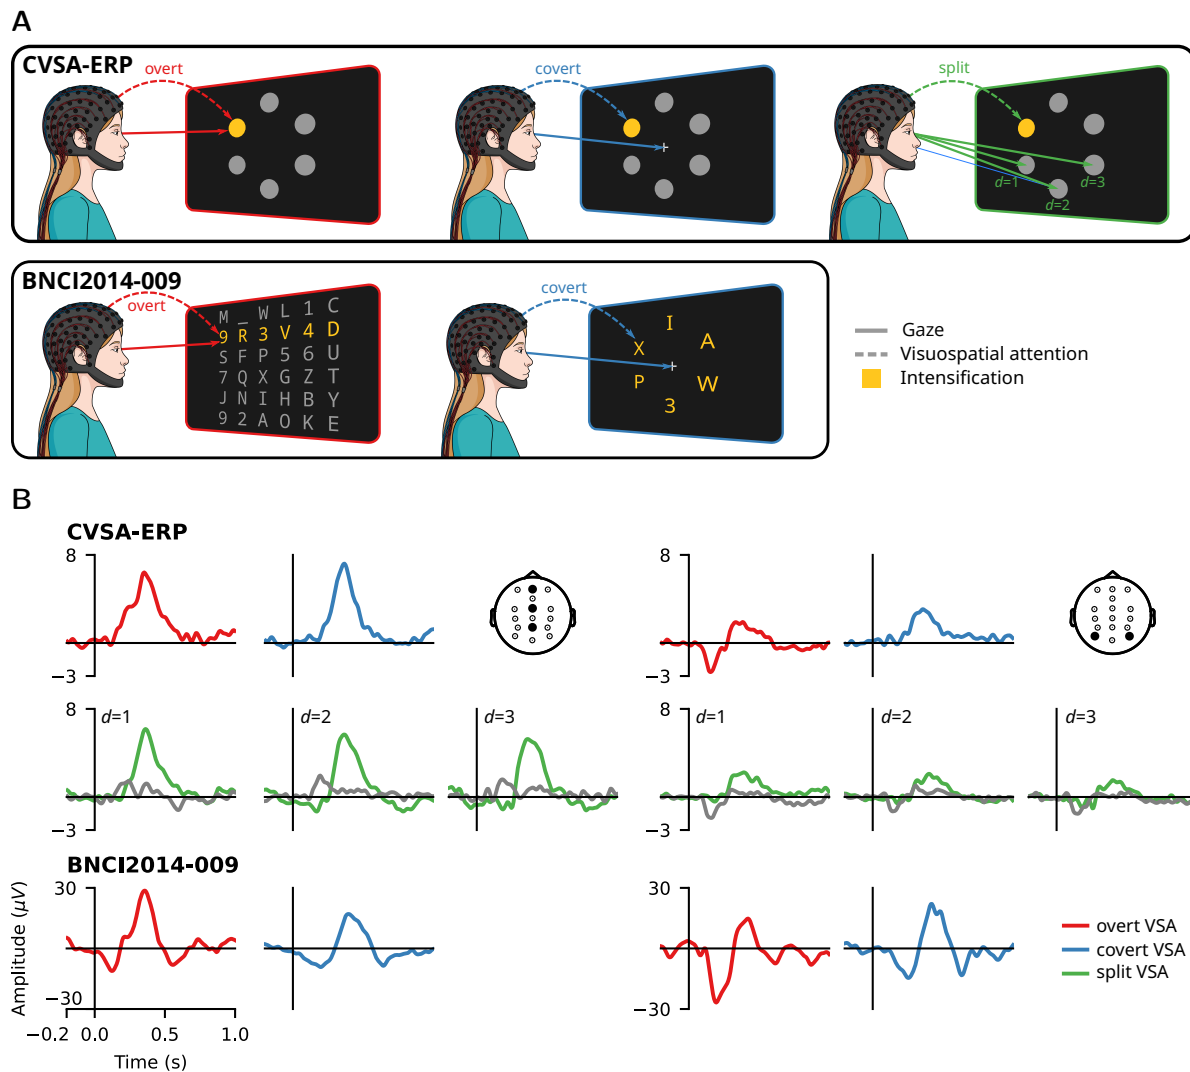 A
CVSA-ERP
overt
covert
split
d=1
d=3
d=2
BNCI2014-009
overt
M _ W L 1 C
9 R 3 V 4 D
S F P 5 6 U
7 Q X G Z T
J N I H B Y
9 2 A O K E
covert
I
X
A
P
W
3
Gaze
Visuospatial attention
Intensification
B
CVSA-ERP
8
−3
8
−3
8
d=1
d=2
d=3
−3
8
d=1
d=2
d=3
−3
BNCI2014-009
Amplitude (μV)
30
−30
30
−30
overt VSA
covert VSA
split VSA
−0.2 0.0 0.5 1.0
Time (s)